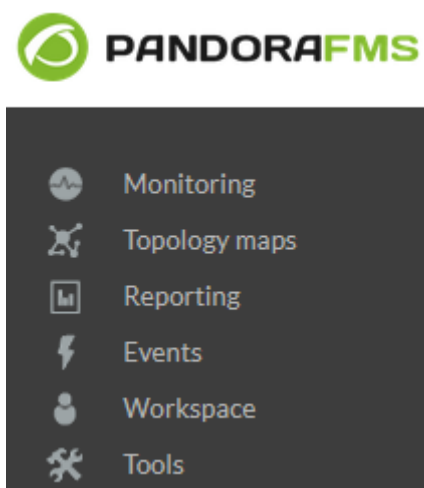 PANDORAFMS
Monitoring
Topology maps
Reporting
Events
Workspace
Tools